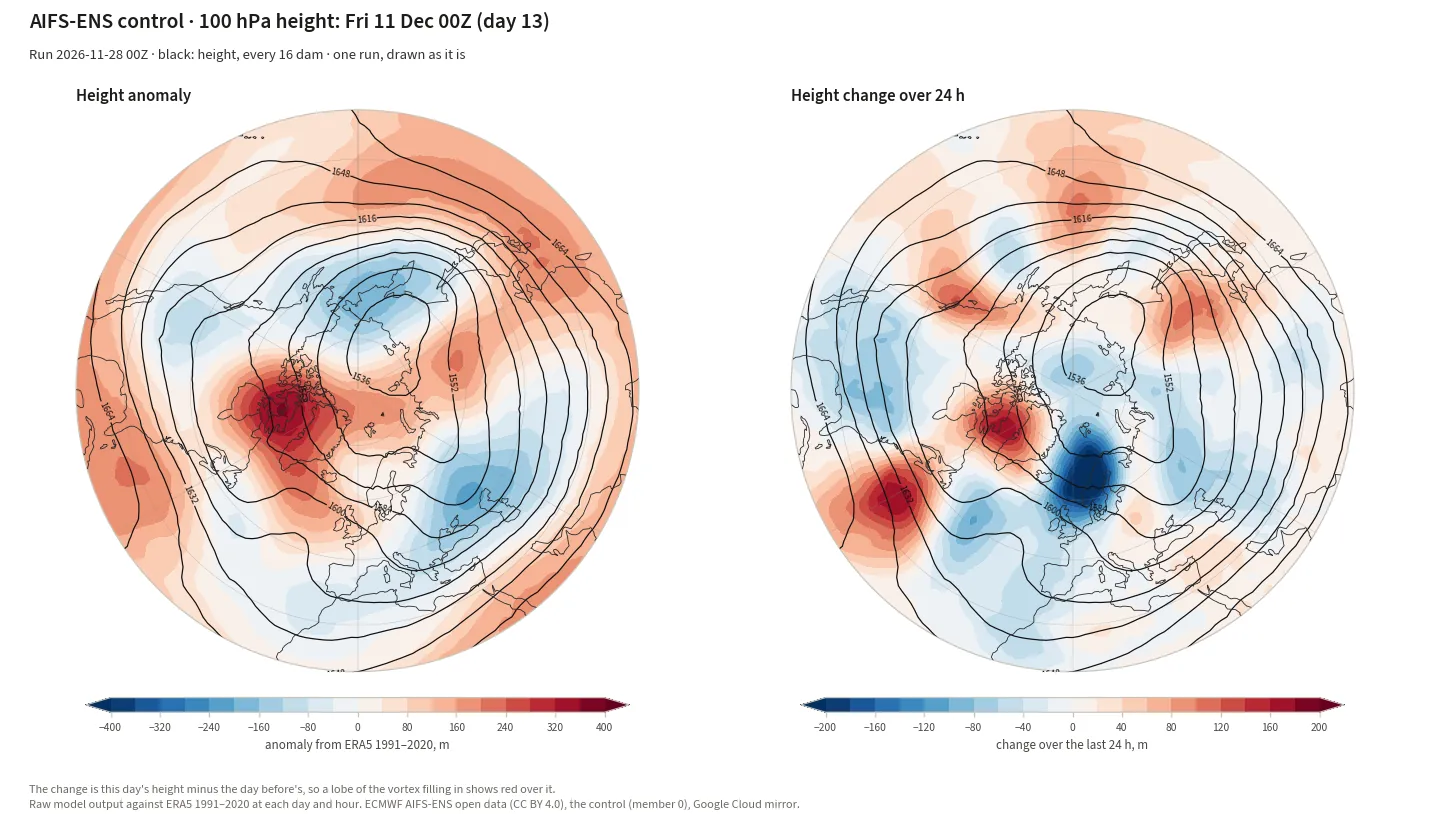 AIFS-ENS control · 100 hPa height: Fri 11 Dec 00Z (day 13)
Run 2026-11-28 00Z · black: height, every 16 dam · one run, drawn as it is
Height anomaly
Height change over 24 h
1648
1616
1664
1536
1552
1664
1632
1600
1648
1616
1664
1536
1552
1664
1632
1600
−400 −320 −240 −160 −80 0 80 160 240 320 400
anomaly from ERA5 1991–2020, m
−200 −160 −120 −80 −40 0 40 80 120 160 200
change over the last 24 h, m
The change is this day's height minus the day before's, so a lobe of the vortex filling in shows red over it.
Raw model output against ERA5 1991–2020 at each day and hour. ECMWF AIFS-ENS open data (CC BY 4.0), the control (member 0), Google Cloud mirror.